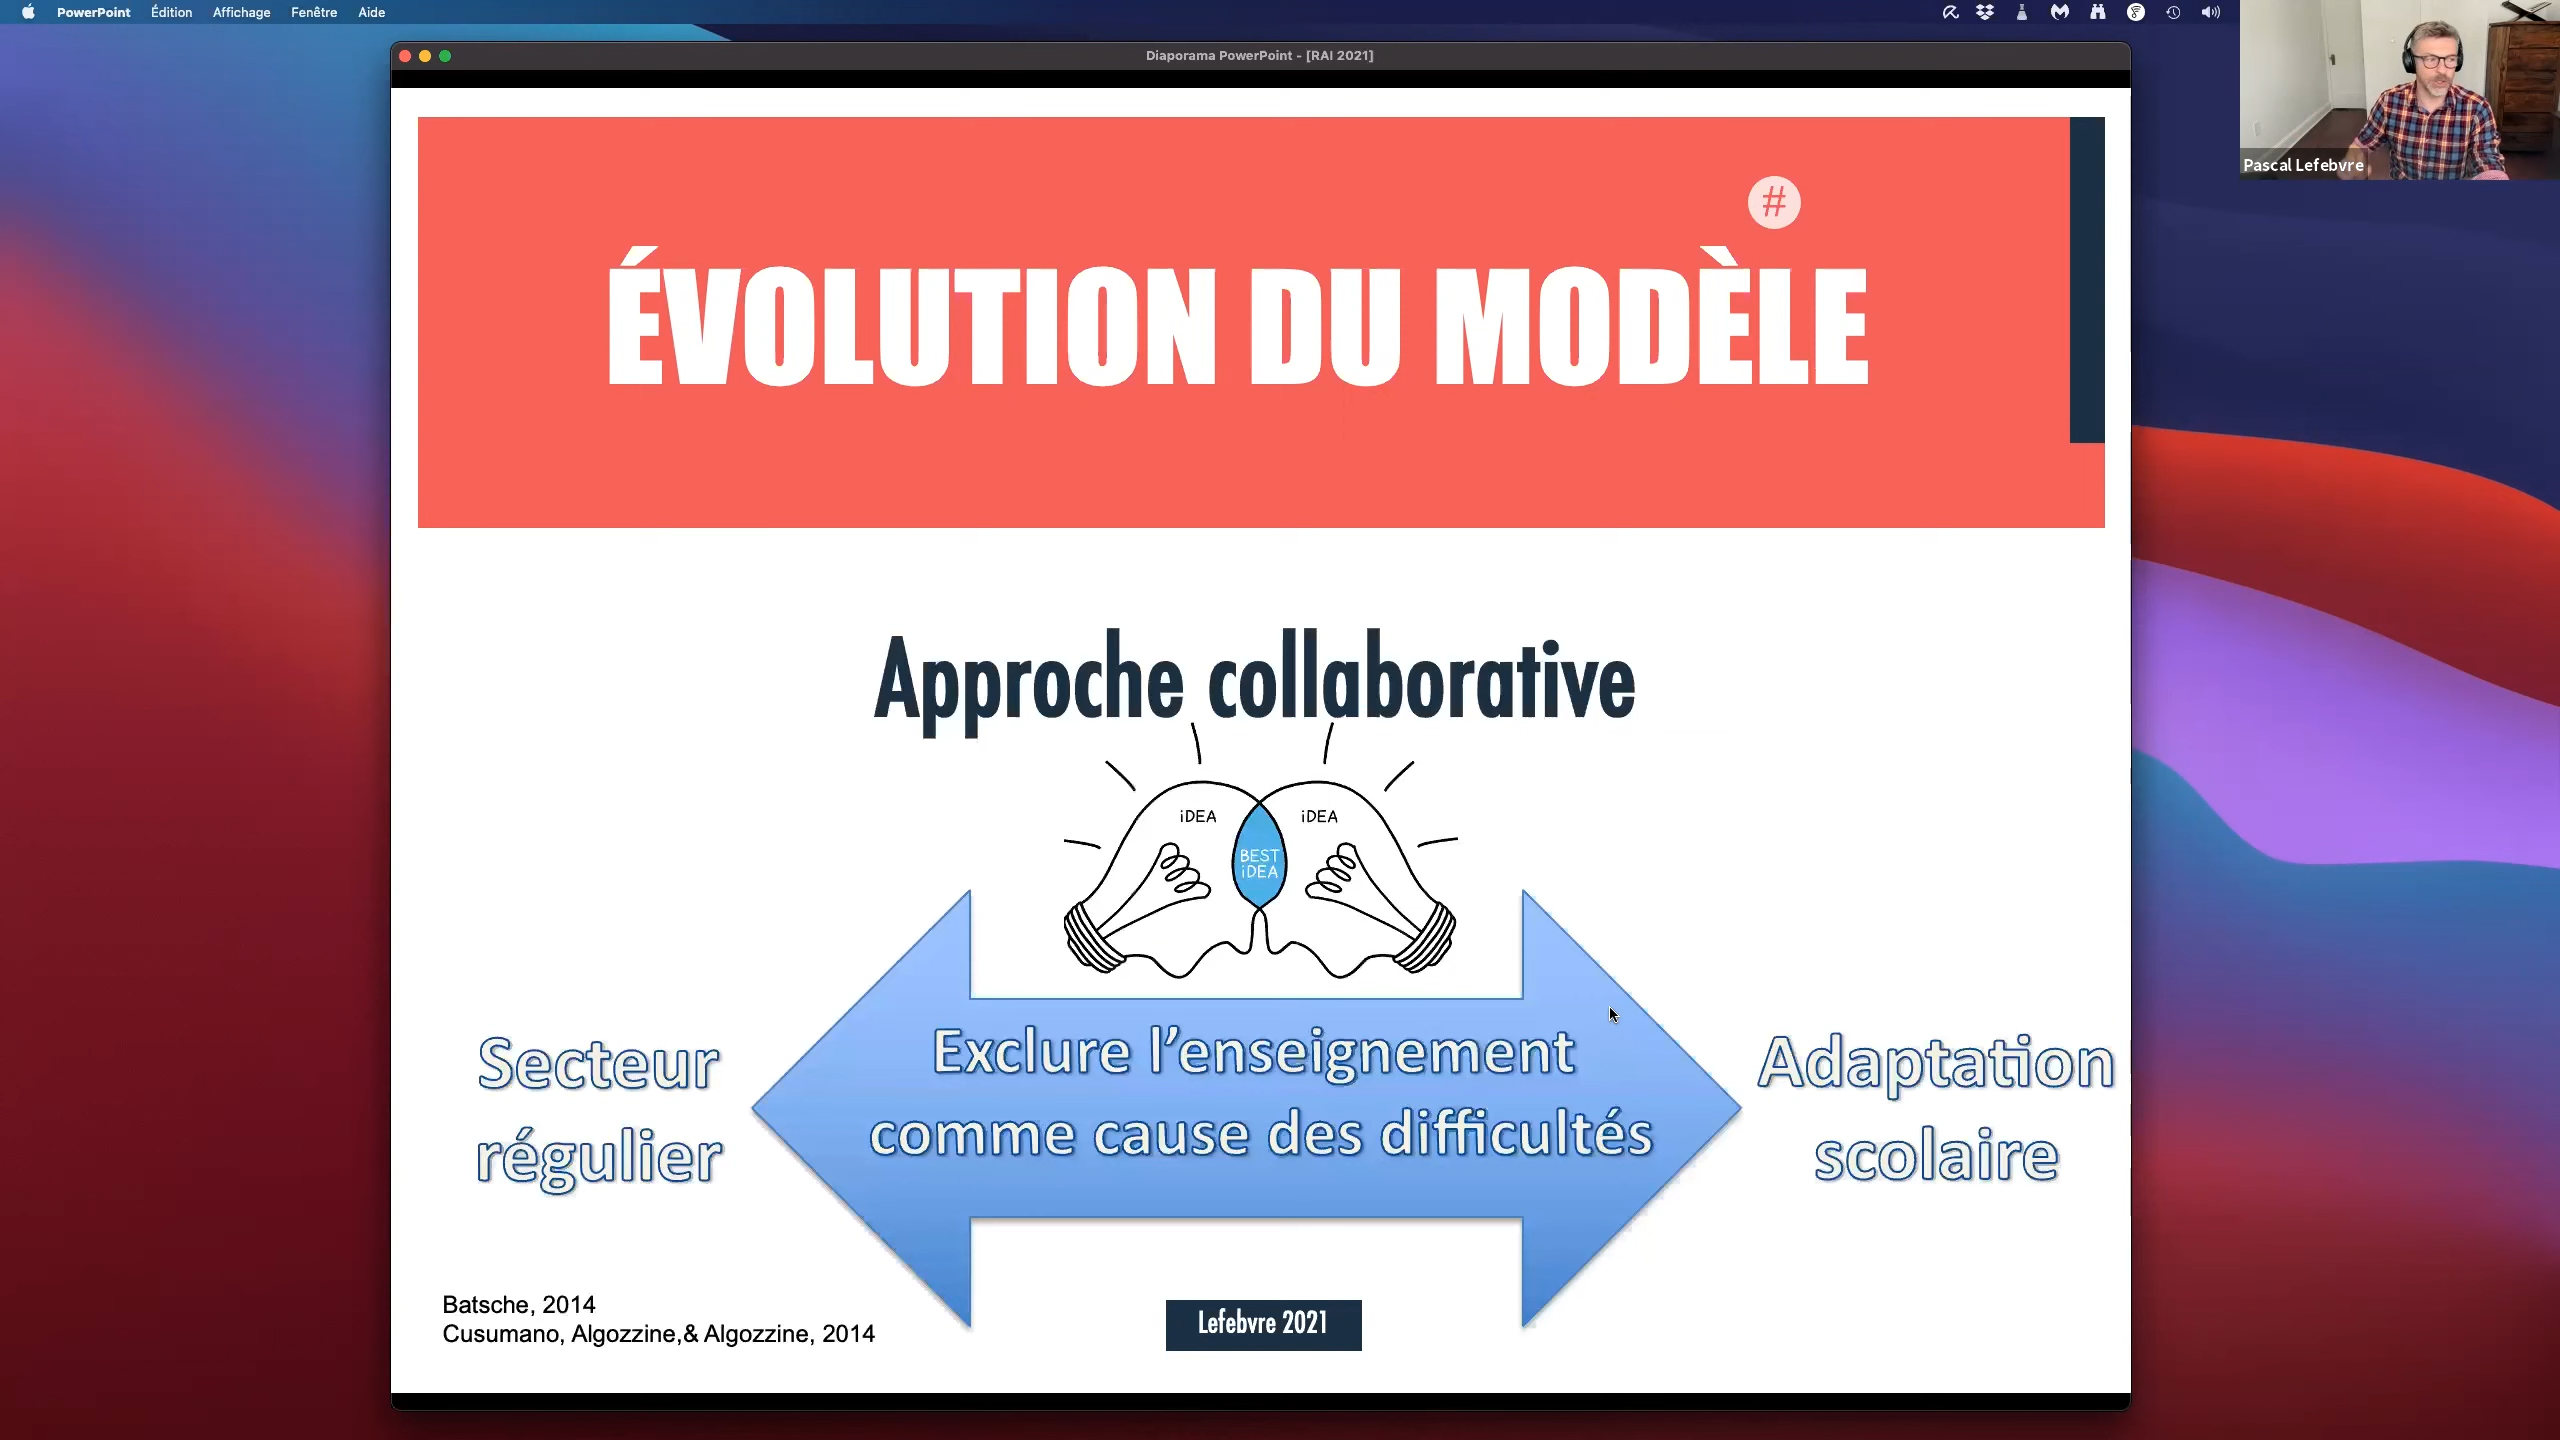 PowerPoint Édition Affichage Fenêtre Aide
Diaporama PowerPoint - [RAI 2021]
Pascal Lefebvre
#
ÉVOLUTION DU MODÈLE
Approche collaborative
iDEA iDEA
BEST
iDEA
Secteur
régulier
Exclure l’enseignement
comme cause des difficultés
Adaptation
scolaire
Batsche, 2014
Cusumano, Algozzine,& Algozzine, 2014
Lefebvre 2021